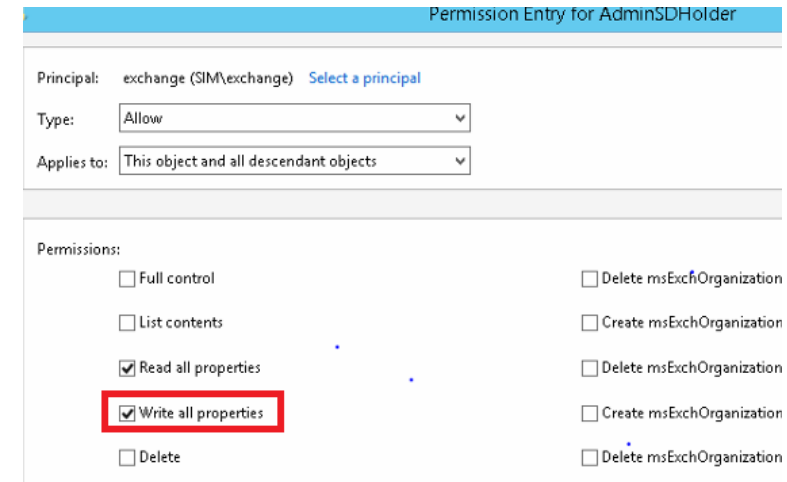 Permission Entry for AdminSDHolder
Principal: exchange (SIM\exchange) Select a principal
Type: Allow
Applies to: This object and all descendant objects
Permissions:
Full control Delete msExchOrganization
List contents Create msExchOrganization
Read all properties Delete msExchOrganization
Write all properties Create msExchOrganization
Delete Delete msExchOrganization